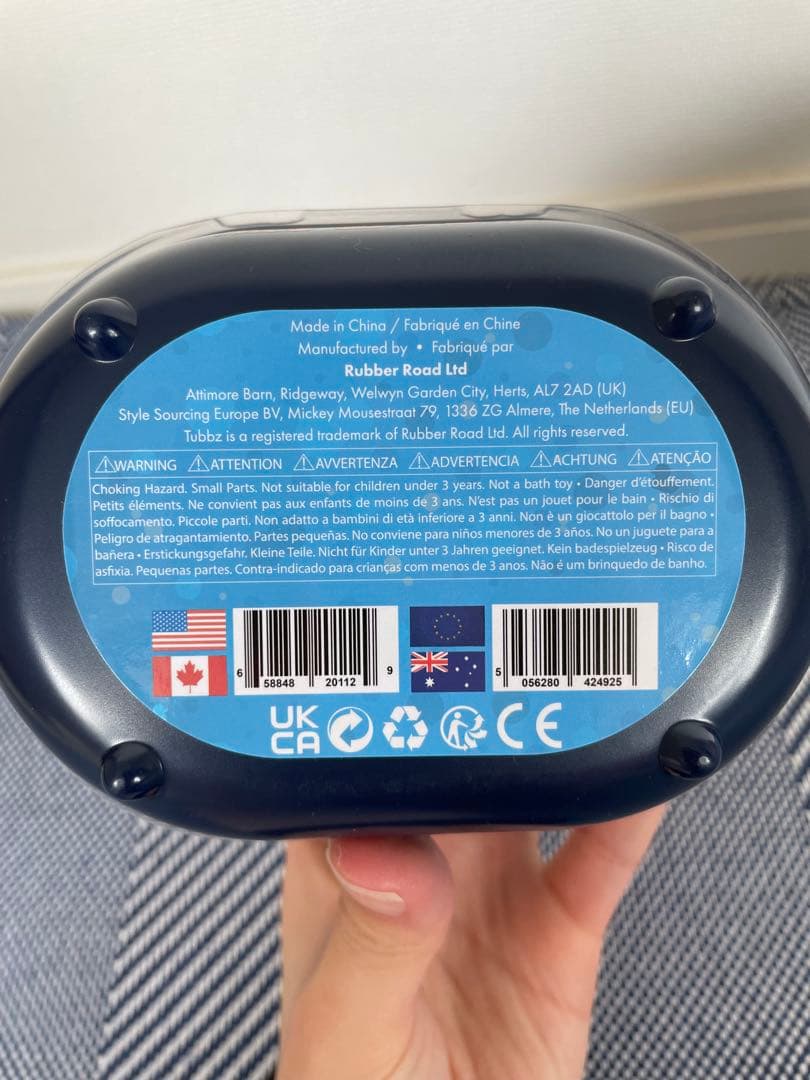 Made in China / Fabriqué en Chine
Manufactured by • Fabriqué par
Rubber Road Ltd
Attimore Barn, Ridgeway, Welwyn Garden City, Herts, AL7 2AD (UK)
Style Sourcing Europe BV, Mickey Mousestraat 79, 1336 ZG Almere, The Netherlands (EU)
Tubbz is a registered trademark of Rubber Road Ltd. All rights reserved.
WARNING ATTENTION AVVERTENZA ADVERTENCIA ACHTUNG ATENÇÃO
Choking Hazard. Small Parts. Not suitable for children under 3 years. Not a bath toy • Danger d'étouffement.
Petits éléments. Ne convient pas aux enfants de moins de 3 ans. N'est pas un jouet pour le bain • Rischio di
soffocamento. Piccole parti. Non adatto a bambini di età inferiore a 3 anni. Non è un giocattolo per il bagno •
Peligro de atragantamiento. Partes pequeñas. No conviene para niños menores de 3 años. No un juguete para a
bañera • Erstickungsgefahr. Kleine Teile. Nicht für Kinder unter 3 Jahren geeignet. Kein badespielzeug • Risco de
asfixia. Pequenas partes. Contra-indicado para crianças com menos de 3 anos. Não é um brinquedo de banho.
6 58848 20112 9
5 056280 424925
UK
CA
CE